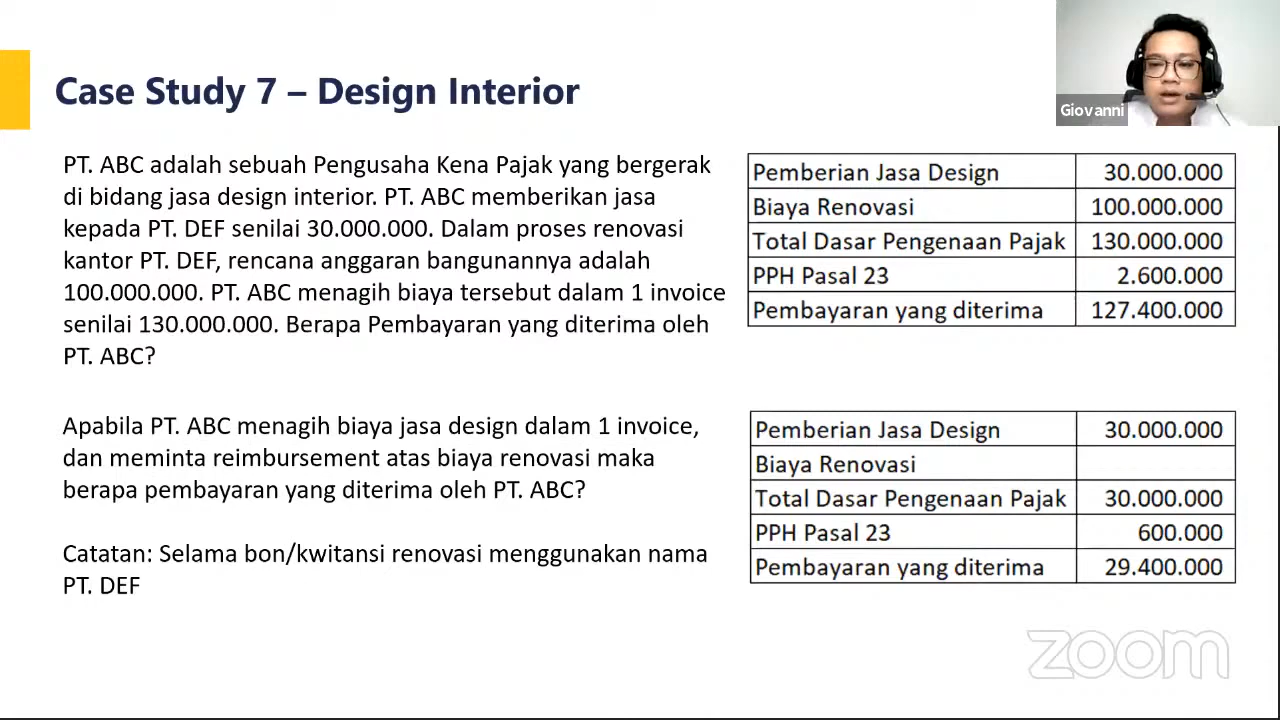 Case Study 7 – Design Interior
Giovanni
PT. ABC adalah sebuah Pengusaha Kena Pajak yang bergerak
di bidang jasa design interior. PT. ABC memberikan jasa
kepada PT. DEF senilai 30.000.000. Dalam proses renovasi
kantor PT. DEF, rencana anggaran bangunannya adalah
100.000.000. PT. ABC menagih biaya tersebut dalam 1 invoice
senilai 130.000.000. Berapa Pembayaran yang diterima oleh
PT. ABC?
Pemberian Jasa Design 30.000.000
Biaya Renovasi 100.000.000
Total Dasar Pengenaan Pajak 130.000.000
PPH Pasal 23 2.600.000
Pembayaran yang diterima 127.400.000
Apabila PT. ABC menagih biaya jasa design dalam 1 invoice,
dan meminta reimbursement atas biaya renovasi maka
berapa pembayaran yang diterima oleh PT. ABC?
Catatan: Selama bon/kwitansi renovasi menggunakan nama
PT. DEF
Pemberian Jasa Design 30.000.000
Biaya Renovasi
Total Dasar Pengenaan Pajak 30.000.000
PPH Pasal 23 600.000
Pembayaran yang diterima 29.400.000
zoom